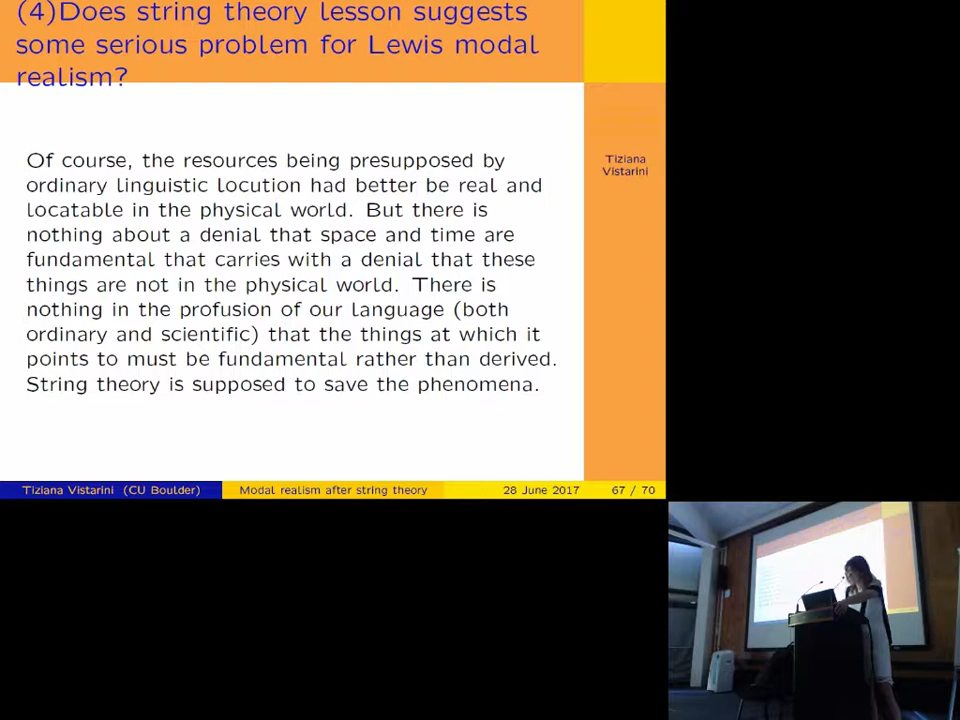 (4)Does string theory lesson suggests
some serious problem for Lewis modal
realism?
Of course, the resources being presupposed by
ordinary linguistic locution had better be real and
locatable in the physical world. But there is
nothing about a denial that space and time are
fundamental that carries with a denial that these
things are not in the physical world. There is
nothing in the profusion of our language (both
ordinary and scientific) that the things at which it
points to must be fundamental rather than derived.
String theory is supposed to save the phenomena.
Tiziana
Vistarini
Tiziana Vistarini (CU Boulder)
Modal realism after string theory
28 June 2017
67 / 70